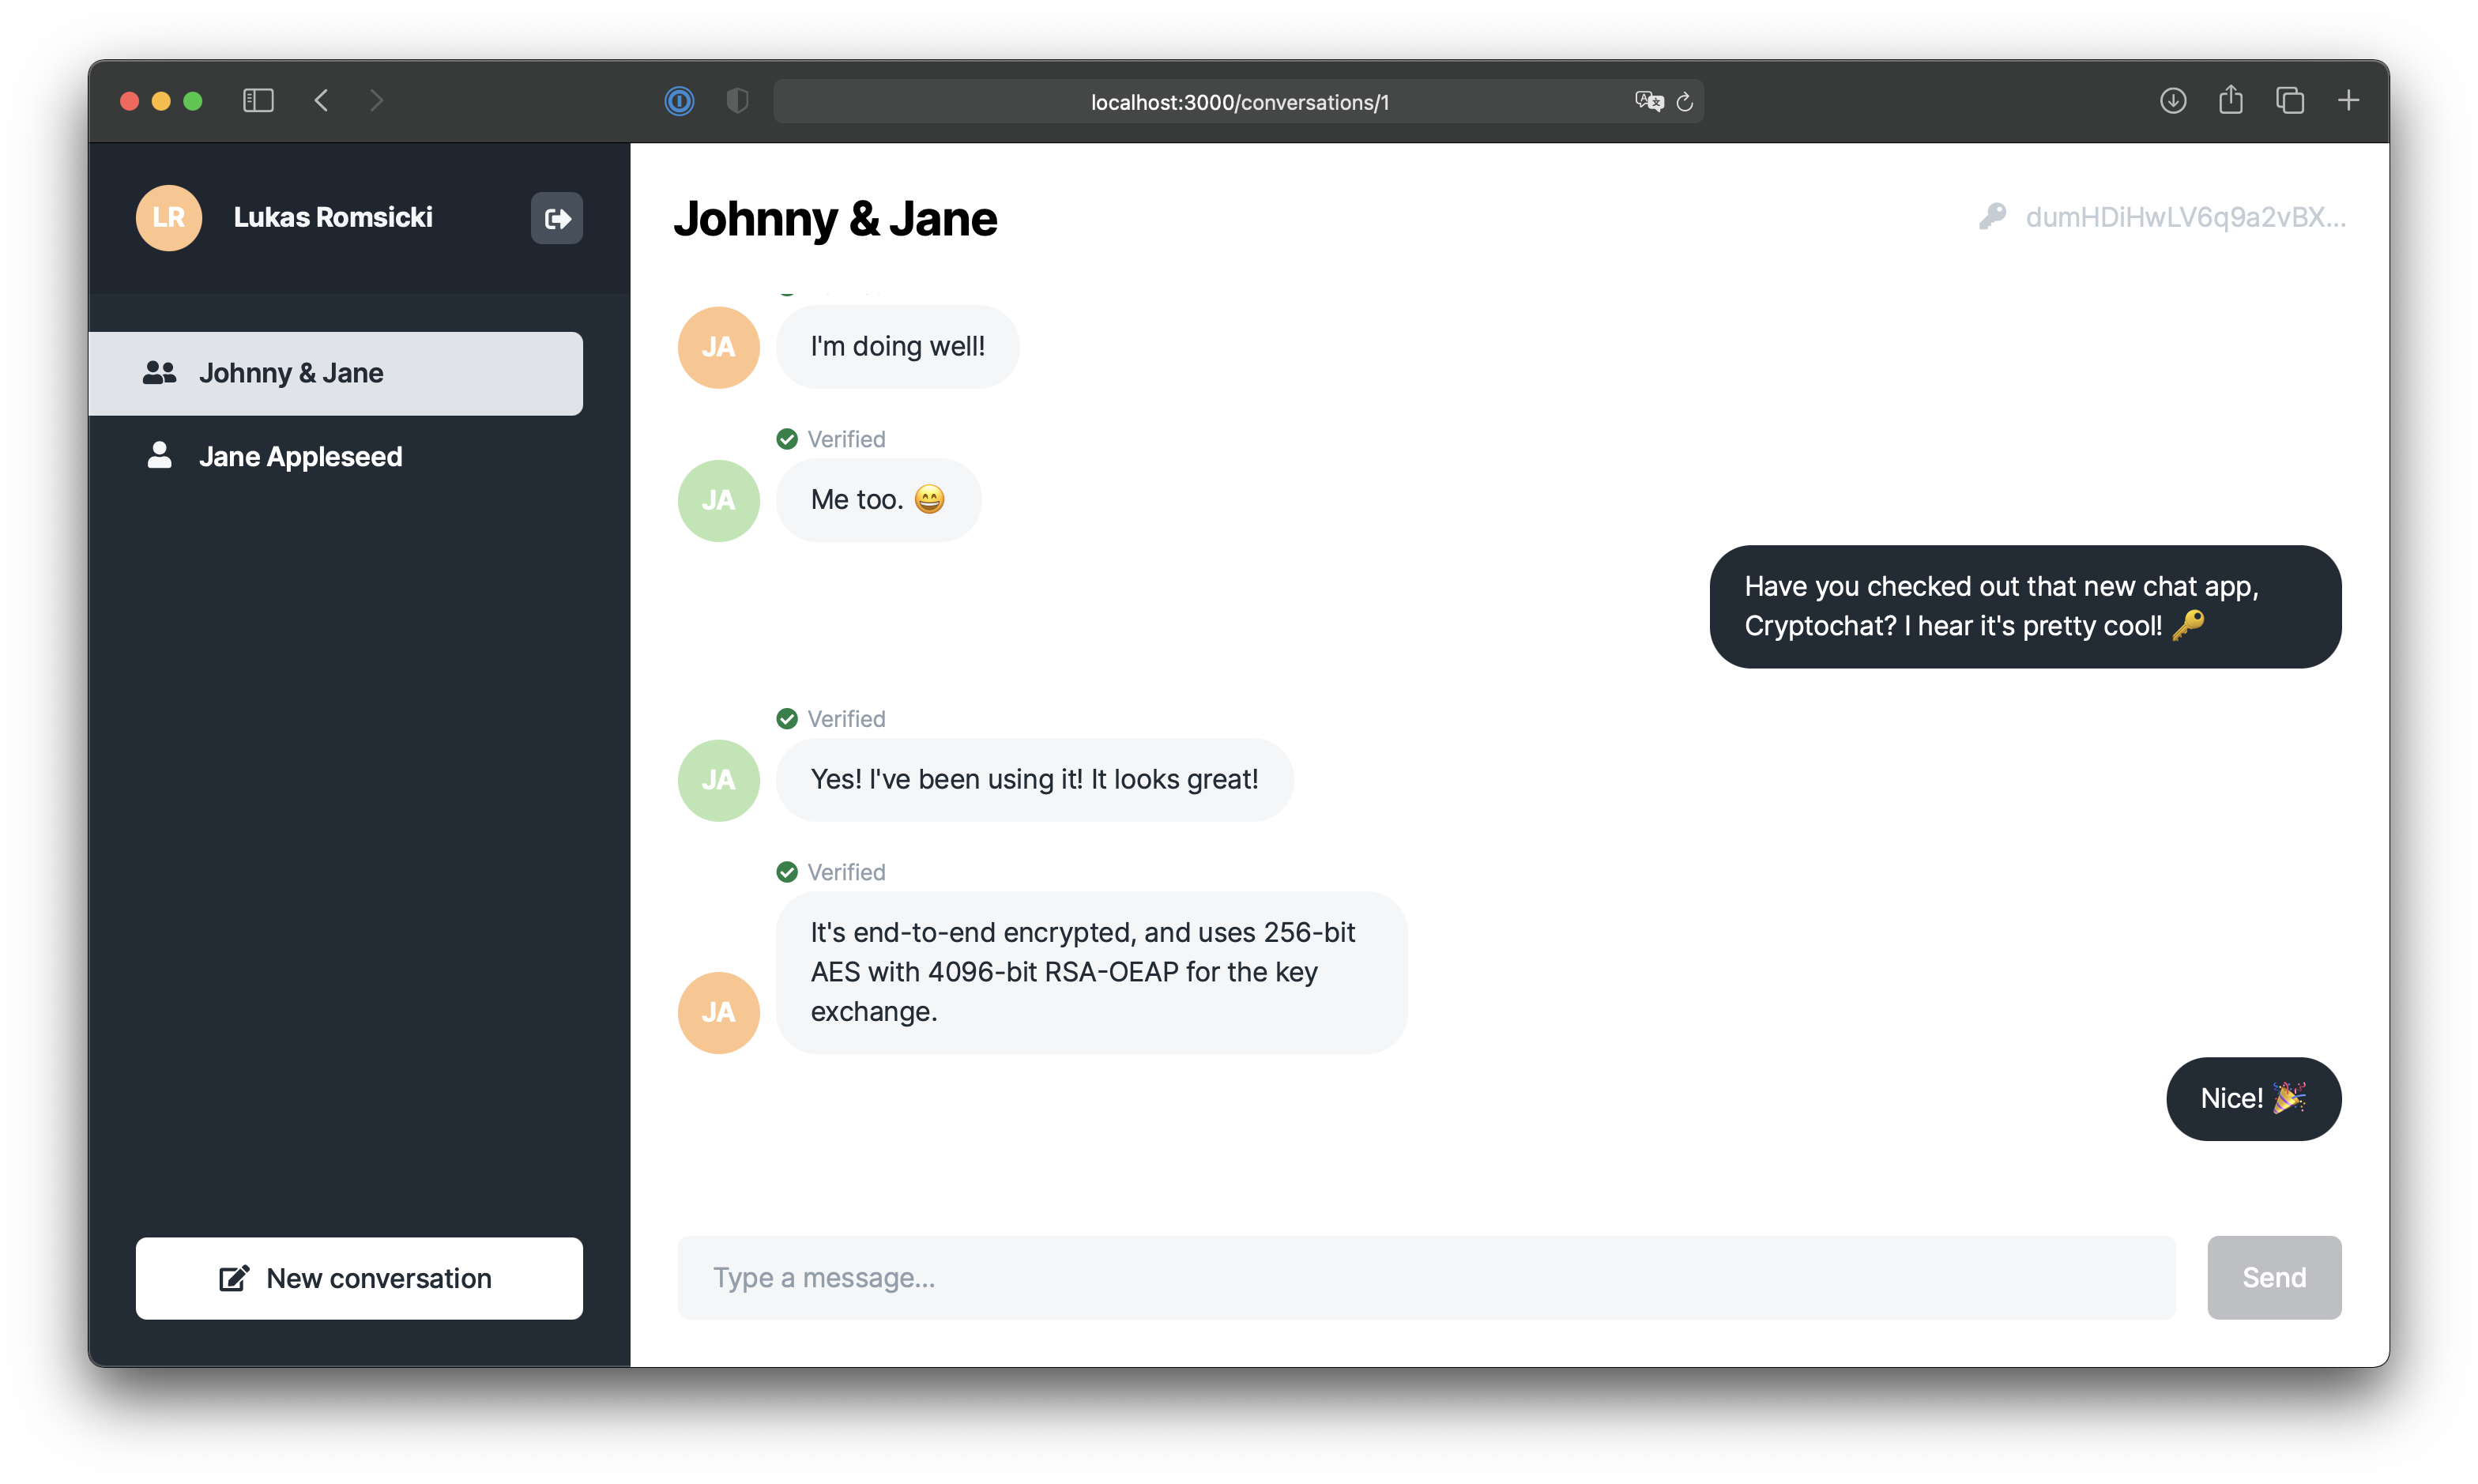 localhost:3000/conversations/1
LR
Lukas Romsicki
Johnny & Jane
Jane Appleseed
New conversation
Johnny & Jane
dumHDiHwLV6q9a2vBX...
JA
I'm doing well!
Verified
JA
Me too. 😄
Have you checked out that new chat app,
Cryptochat? I hear it's pretty cool! 🔑
Verified
JA
Yes! I've been using it! It looks great!
Verified
JA
It's end-to-end encrypted, and uses 256-bit
AES with 4096-bit RSA-OEAP for the key
exchange.
Nice! 🎉
Type a message...
Send